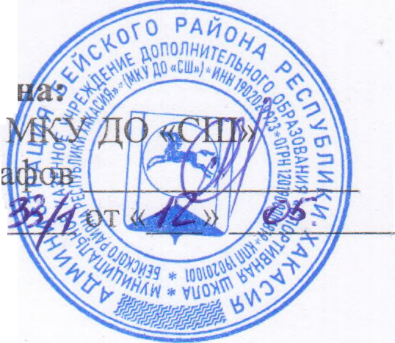 на:
МКУ ДО «СШ»
афов
33/1 от «12» 05
АДМИНИСТРАЦИЯ БЕЙСКОГО РАЙОНА РЕСПУБЛИКИ ХАКАСИЯ
МУНИЦИПАЛЬНОЕ КАЗЕННОЕ УЧРЕЖДЕНИЕ ДОПОЛНИТЕЛЬНОГО ОБРАЗОВАНИЯ
СПОРТИВНАЯ ШКОЛА
БЕЙСКОГО РАЙОНА РЕСПУБЛИКИ ХАКАСИЯ» (МКУ ДО «СШ»)
КПП 190201001